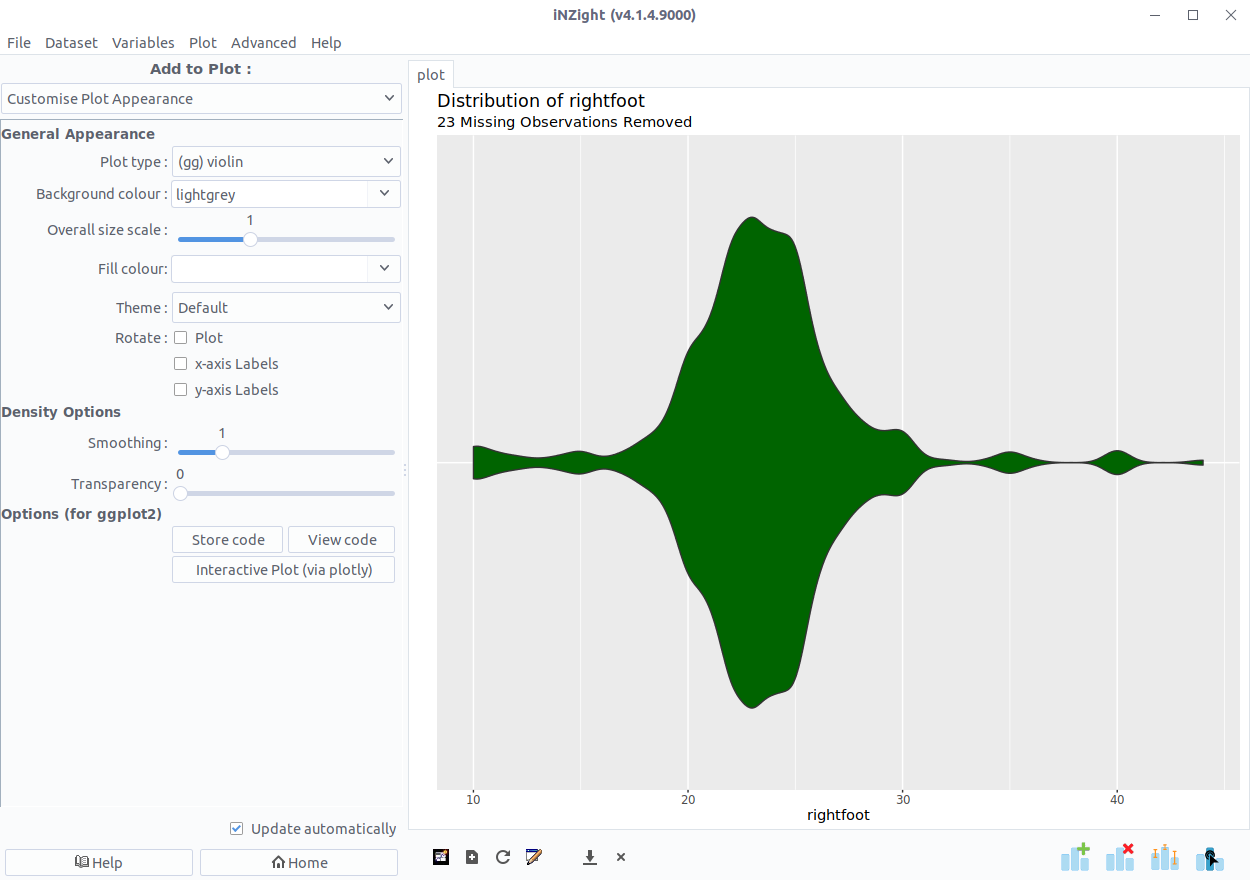 iNZight (v4.1.4.9000)
File Dataset Variables Plot Advanced Help
Add to Plot :
Customise Plot Appearance
General Appearance
Plot type : (gg) violin
Background colour : lightgrey
1
Overall size scale :
Fill colour:
Theme : Default
Rotate : Plot
x-axis Labels
y-axis Labels
Density Options
1
Smoothing :
0
Transparency :
Options (for ggplot2)
Store code View code
Interactive Plot (via plotly)
Update automatically
Help Home
plot
Distribution of rightfoot
23 Missing Observations Removed
10 20 30 40
rightfoot